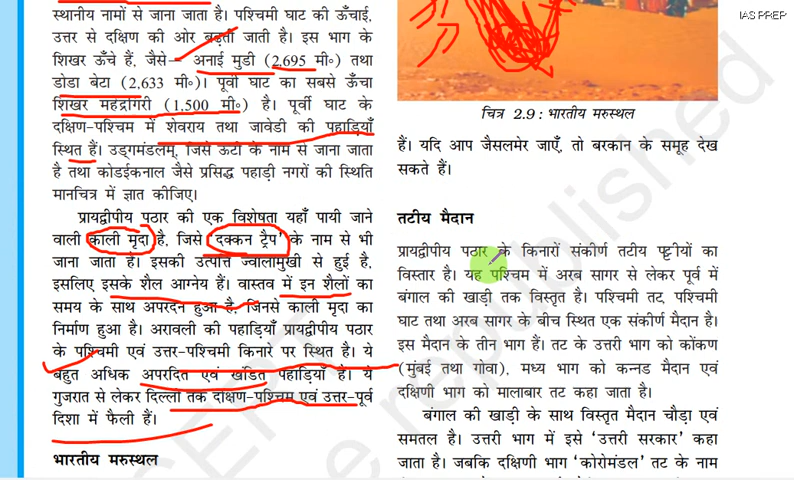 स्थानीय नामों से जाना जाता है। पश्चिमी घाट की ऊँचाई,
उत्तर से दक्षिण की ओर बढ़ती जाती है। इस भाग के
शिखर ऊँचे हैं, जैसे– अनाई मुडी (2,695 मी॰) तथा
डोडा बेटा (2,633 मी॰)। पूर्वी घाट का सबसे ऊँचा
शिखर महेंद्रगिरी (1,500 मी॰) है। पूर्वी घाट के
दक्षिण-पश्चिम में शेवराय तथा जावेडी की पहाड़ियाँ
स्थित हैं। उड्गमंडलम्, जिसे ऊटी के नाम से जाना जाता
है तथा कोडईकनाल जैसे प्रसिद्ध पहाड़ी नगरों की स्थिति
मानचित्र में ज्ञात कीजिए।
प्रायद्वीपीय पठार की एक विशेषता यहाँ पायी जाने
वाली काली मृदा है, जिसे 'दक्कन ट्रैप' के नाम से भी
जाना जाता है। इसकी उत्पत्ति ज्वालामुखी से हुई है,
इसलिए इसके शैल आग्नेय हैं। वास्तव में इन शैलों का
समय के साथ अपरदन हुआ है, जिनसे काली मृदा का
निर्माण हुआ है। अरावली की पहाड़ियाँ प्रायद्वीपीय पठार
के पश्चिमी एवं उत्तर-पश्चिमी किनारे पर स्थित है। ये
बहुत अधिक अपरदित एवं खंडित पहाड़ियाँ हैं। ये
गुजरात से लेकर दिल्ली तक दक्षिण-पश्चिम एवं उत्तर-पूर्व
दिशा में फैली हैं।
भारतीय मरुस्थल
IAS PREP
चित्र 2.9 : भारतीय मरुस्थल
हैं। यदि आप जैसलमेर जाएँ, तो बरकान के समूह देख
सकते हैं।
तटीय मैदान
प्रायद्वीपीय पठार के किनारों संकीर्ण तटीय पट्टीयों का
विस्तार है। यह पश्चिम में अरब सागर से लेकर पूर्व में
बंगाल की खाड़ी तक विस्तृत है। पश्चिमी तट, पश्चिमी
घाट तथा अरब सागर के बीच स्थित एक संकीर्ण मैदान है।
इस मैदान के तीन भाग हैं। तट के उत्तरी भाग को कोंकण
(मुंबई तथा गोवा), मध्य भाग को कन्नड मैदान एवं
दक्षिणी भाग को मालाबार तट कहा जाता है।
बंगाल की खाड़ी के साथ विस्तृत मैदान चौड़ा एवं
समतल है। उत्तरी भाग में इसे 'उत्तरी सरकार' कहा
जाता है। जबकि दक्षिणी भाग 'कोरोमंडल' तट के नाम
republished